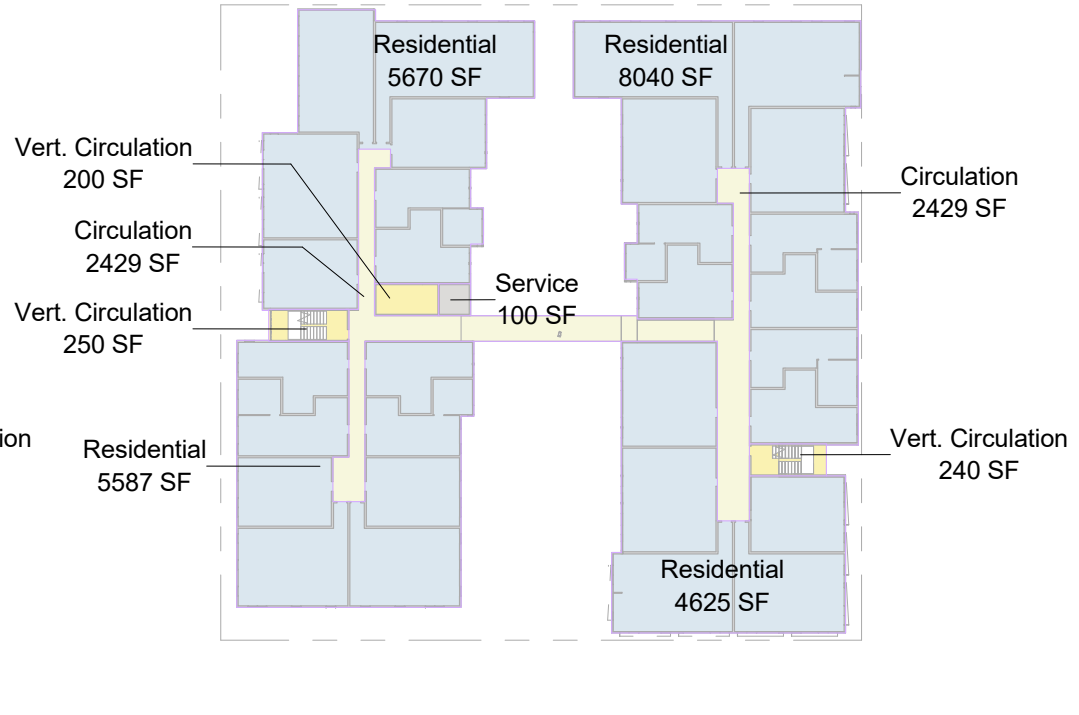 Residential
5670 SF
Residential
8040 SF
Vert. Circulation
200 SF
Circulation
2429 SF
Circulation
2429 SF
Service
100 SF
Vert. Circulation
250 SF
ion
Residential
5587 SF
Vert. Circulation
240 SF
Residential
4625 SF